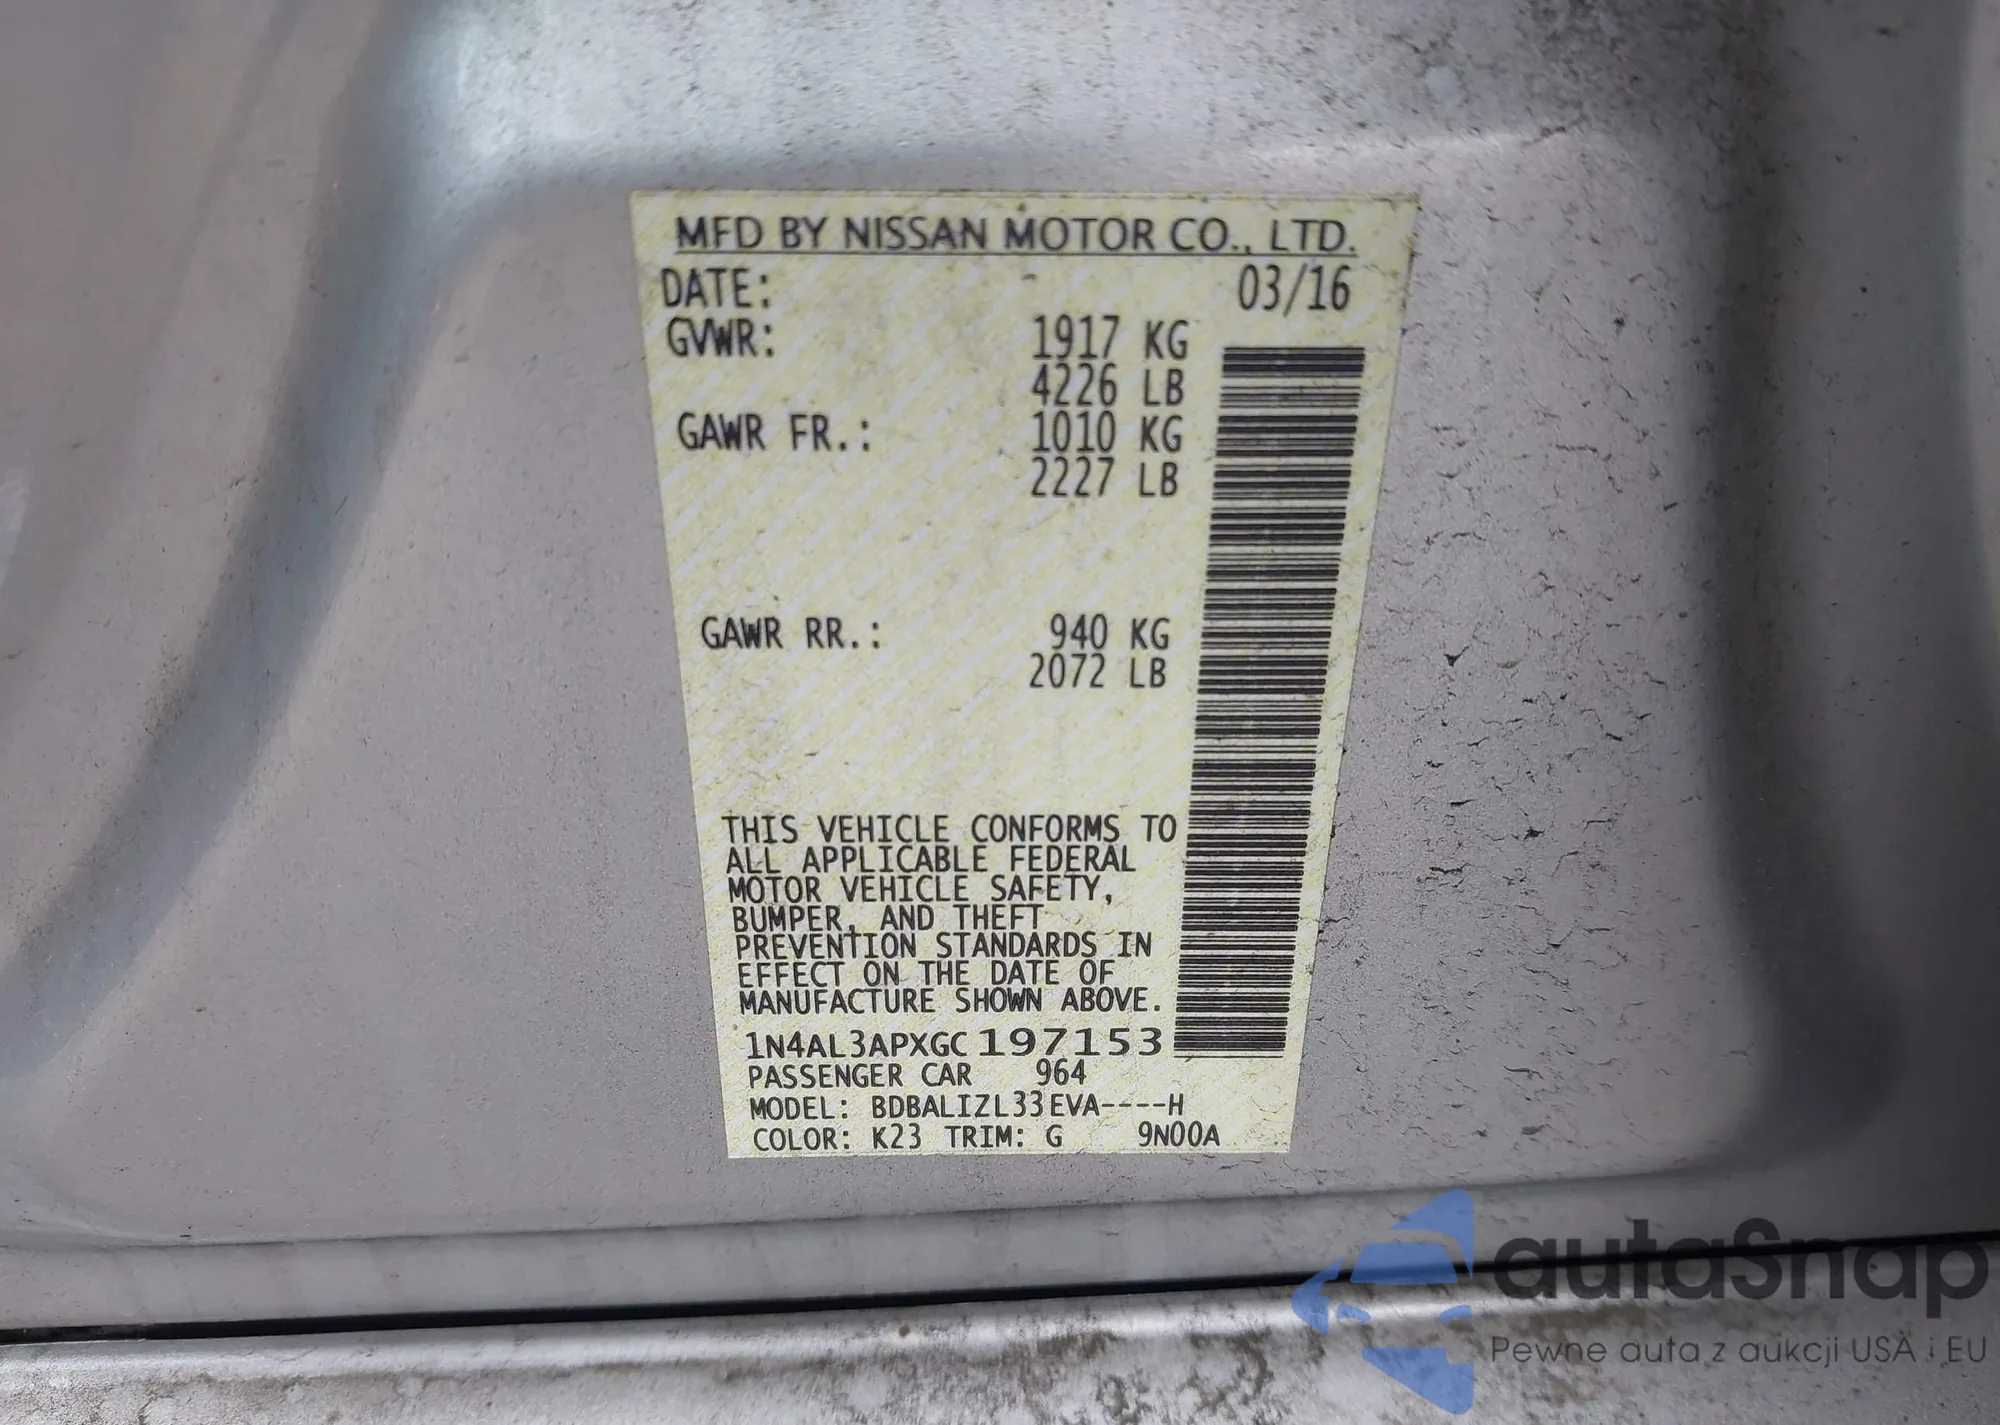 MFD BY NISSAN MOTOR CO., LTD.
DATE: 03/16
GVWR: 1917 KG
4226 LB
GAWR FR.: 1010 KG
2227 LB
GAWR RR.: 940 KG
2072 LB
THIS VEHICLE CONFORMS TO
ALL APPLICABLE FEDERAL
MOTOR VEHICLE SAFETY,
BUMPER, AND THEFT
PREVENTION STANDARDS IN
EFFECT ON THE DATE OF
MANUFACTURE SHOWN ABOVE.
1N4AL3APXGC197153
PASSENGER CAR 964
MODEL: BDBALIZL33EVA----H
COLOR: K23 TRIM: G 9N00A
autaSnap
Pewne auta z aukcji USA i EU